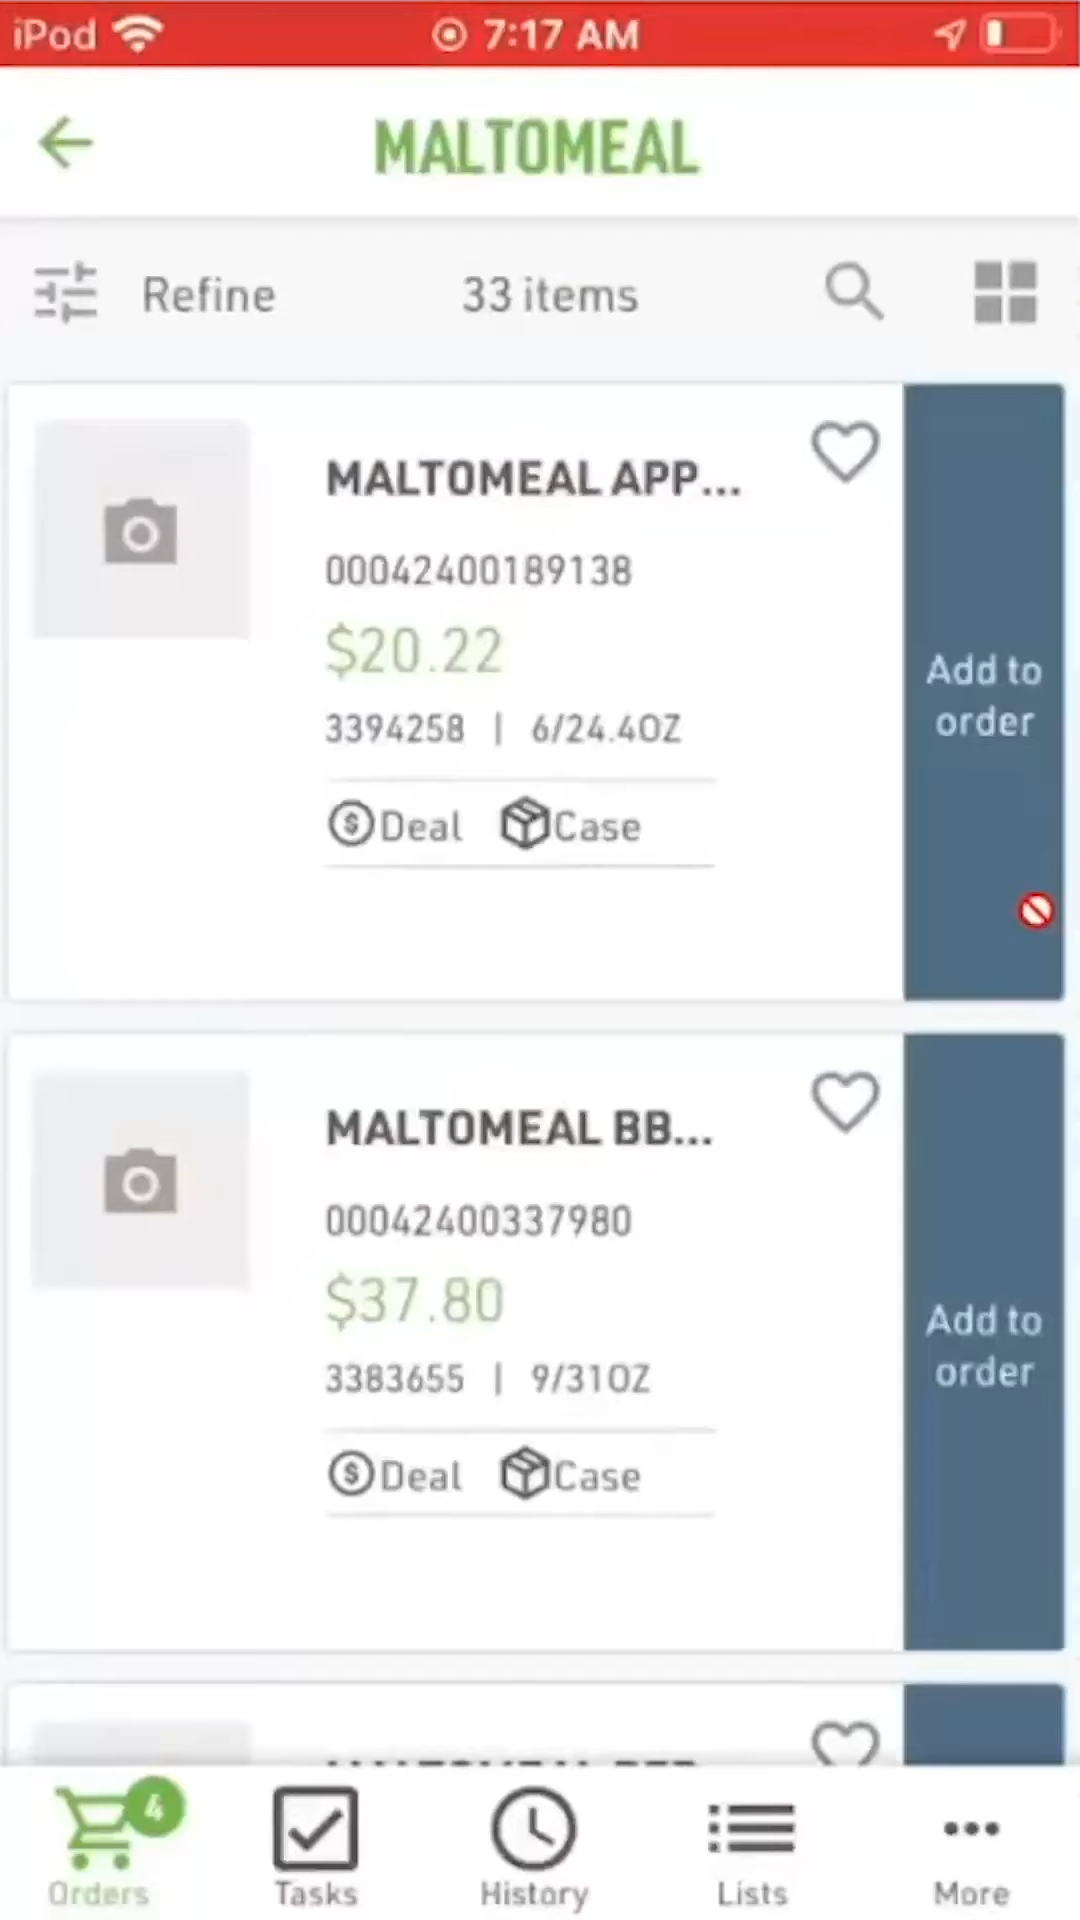 iPod 7:17 AM
MALTOMEAL
Refine 33 items
MALTOMEAL APP...
00042400189138
$20.22
3394258 | 6/24.4OZ
Deal Case
Add to
order
MALTOMEAL BB...
00042400337980
$37.80
3383655 | 9/31OZ
Deal Case
Add to
order
4
Orders Tasks History Lists More